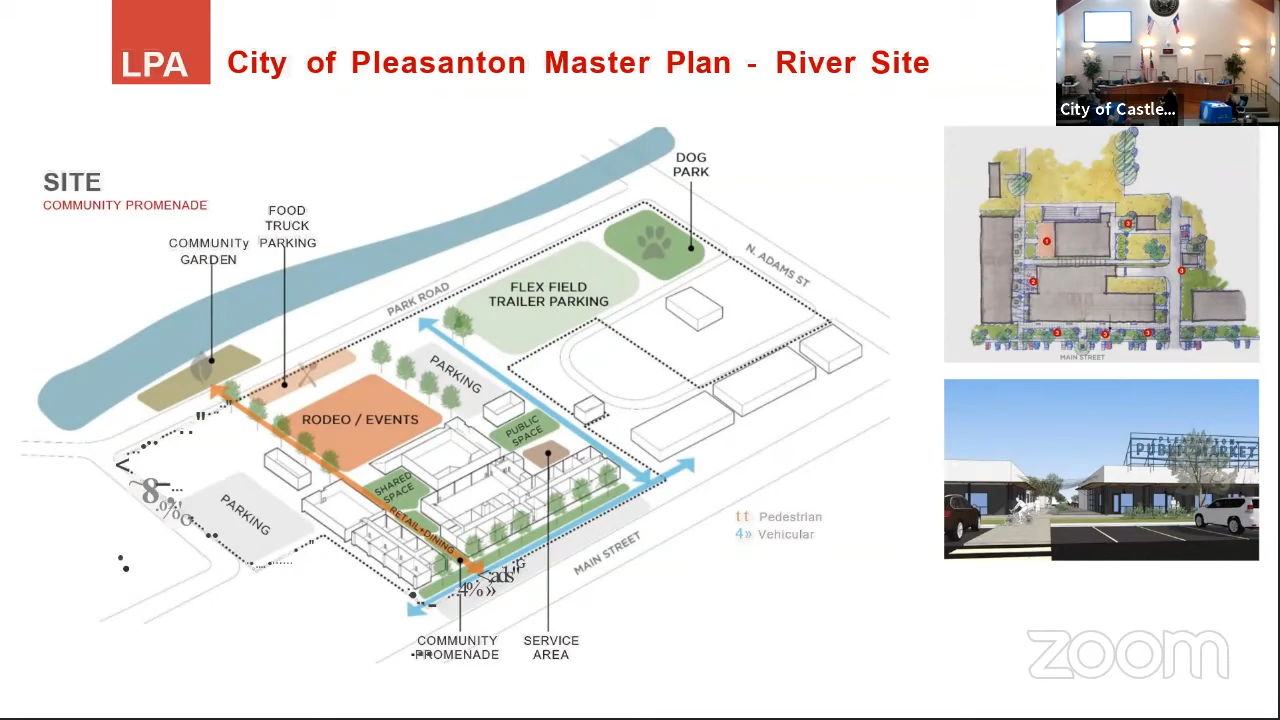 LPA
City of Pleasanton Master Plan - River Site
City of Castle...
SITE
COMMUNITY PROMENADE
DOG
PARK
FOOD
TRUCK
PARKING
COMMUNITy
GARDEN
N. ADAMS ST
PARK ROAD
FLEX FIELD
TRAILER PARKING
PARKING
RODEO / EVENTS
PUBLIC
SPACE
SHARED
SPACE
PARKING
RETAIL+DINING
MAIN STREET
tt Pedestrian
4» Vehicular
COMMUNITY
PROMENADE
SERVICE
AREA
MAIN STREET
PLEASANTON
PUBLIC MARKET
zoom